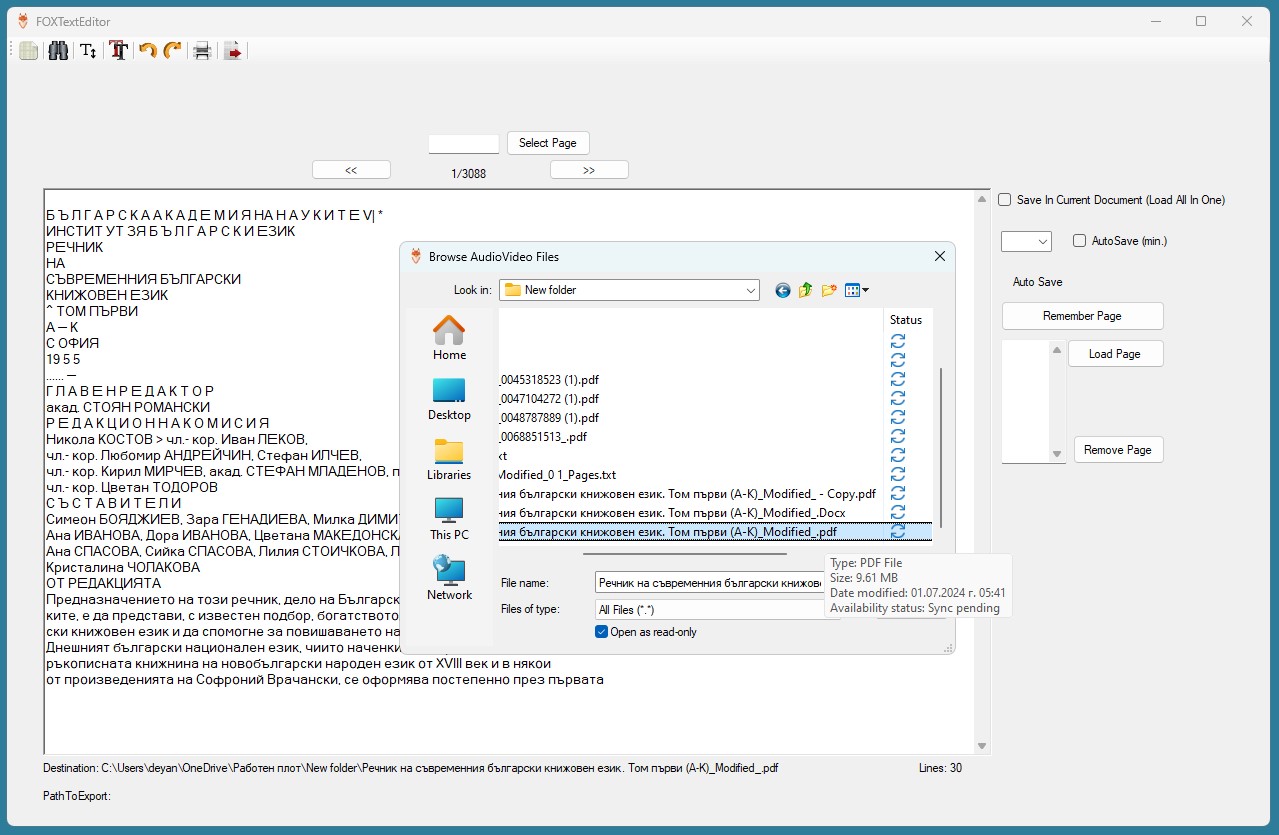 FOXTextEditor
Select Page
<<
1/3088
>>
Б Ъ Л Г А Р С К А А К А Д Е М И Я НА Н А У К И Т Е V| *
ИНСТИТ УТ ЗЯ Б Ъ Л Г А Р С К И ЕЗИК
РЕЧНИК
НА
СЪВРЕМЕННИЯ БЪЛГАРСКИ
КНИЖОВЕН ЕЗИК
^ ТОМ ПЪРВИ
А — К
С ОФИЯ
19 5 5
...... —
Г Л А В Е Н Р Е Д А К Т О Р
акад. СТОЯН РОМАНСКИ
Р Е Д А К Ц И О Н Н А К О М И С И Я
Никола КОСТОВ > чл.- кор. Иван ЛЕКОВ,
чл.- кор. Любомир АНДРЕЙЧИН, Стефан ИЛЧЕВ,
чл.- кор. Кирил МИРЧЕВ, акад. СТЕФАН МЛАДЕНОВ, п
чл.- кор. Цветан ТОДОРОВ
С Ъ С Т А В И Т Е Л И
Симеон БОЯДЖИЕВ, Зара ГЕНАДИЕВА, Милка ДИМИТ
Ана ИВАНОВА, Дора ИВАНОВА, Цветана МАКЕДОНСКА
Ана СПАСОВА, Сийка СПАСОВА, Лилия СТОИЧКОВА, Л
Кристалина ЧОЛАКОВА
ОТ РЕДАКЦИЯТА
Предназначението на този речник, дело на Българск
ките, е да представи, с известен подбор, богатството
ски книжовен език и да спомогне за повишаването на
Днешният български национален език, чиито наченки
ръкописната книжнина на новобългарски народен език от XVIII век и в някои
от произведенията на Софроний Врачански, се оформява постепенно през първата
Browse AudioVideo Files
Look in:
New folder
Status
Home
Desktop
Libraries
This PC
Network
_0045318523 (1).pdf
_0047104272 (1).pdf
_0048787889 (1).pdf
_0068851513_.pdf
xt
Modified_0 1_Pages.txt
ния български книжовен език. Том първи (А-К)_Modified_ - Copy.pdf
ния български книжовен език. Том първи (А-К)_Modified_.Docx
ния български книжовен език. Том първи (А-К)_Modified_.pdf
File name:
Речник на съвременния български книжове
Files of type:
All Files (*.*)
Open as read-only
Type: PDF File
Size: 9.61 MB
Date modified: 01.07.2024 г. 05:41
Availability status: Sync pending
Save In Current Document (Load All In One)
AutoSave (min.)
Auto Save
Remember Page
Load Page
Remove Page
Destination: C:\Users\deyan\OneDrive\Работен плот\New folder\Речник на съвременния български книжовен език. Том първи (А-К)_Modified_.pdf
Lines: 30
PathToExport: